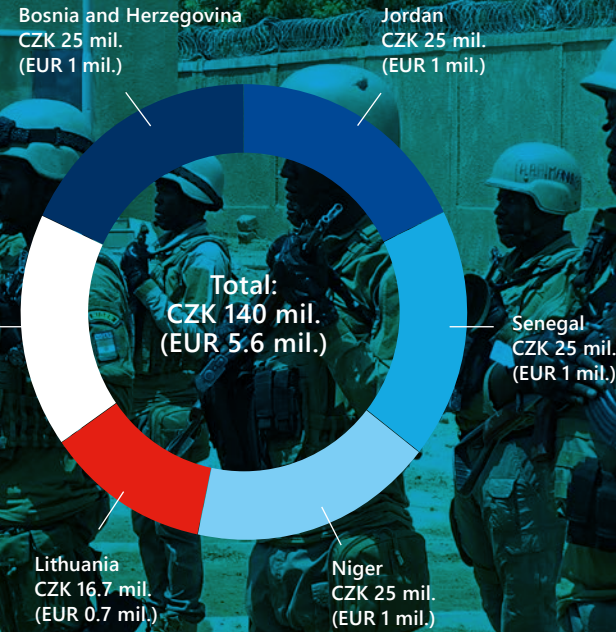 Bosnia and Herzegovina
CZK 25 mil.
(EUR 1 mil.)
Jordan
CZK 25 mil.
(EUR 1 mil.)
Total:
CZK 140 mil.
(EUR 5.6 mil.)
Senegal
CZK 25 mil.
(EUR 1 mil.)
Lithuania
CZK 16.7 mil.
(EUR 0.7 mil.)
Niger
CZK 25 mil.
(EUR 1 mil.)